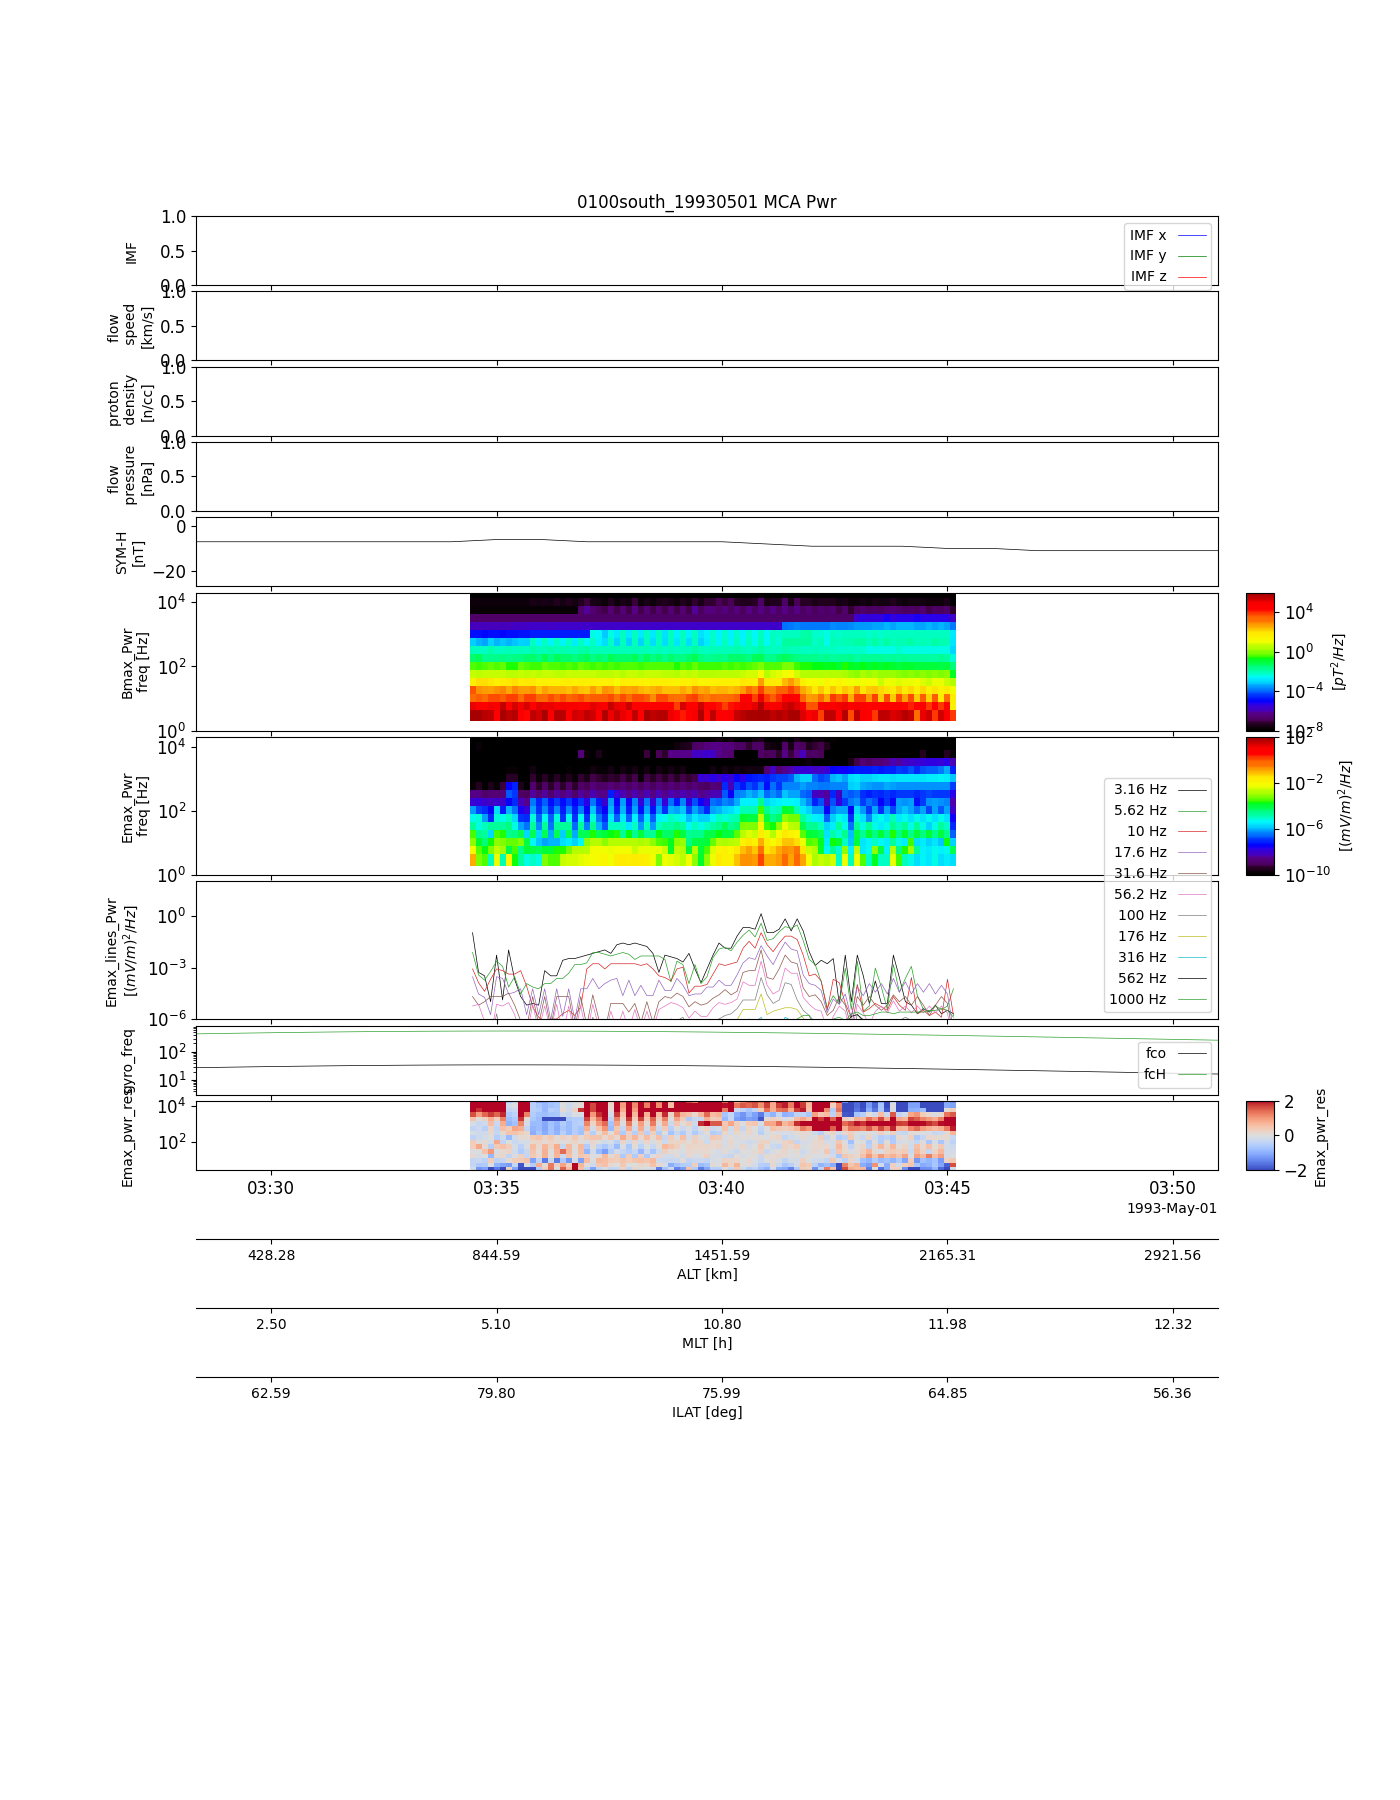 0100south_19930501 MCA Pwr
1.0
0.5
0.0
IMF
IMF x
IMF y
IMF z
1.0
0.5
0.0
flow
speed
[km/s]
1.0
0.5
0.0
proton
density
[n/cc]
1.0
0.5
0.0
flow
pressure
[nPa]
0
−20
SYM-H
[nT]
10^4
10^2
10^0
Bmax_Pwr
freq [Hz]
10^4
10^0
10^−4
10^−8
[pT^2/Hz]
10^4
10^2
10^0
Emax_Pwr
freq [Hz]
10^2
10^−2
10^−6
10^−10
[(mV/m)^2/Hz]
3.16 Hz
5.62 Hz
10 Hz
17.6 Hz
31.6 Hz
56.2 Hz
100 Hz
176 Hz
316 Hz
562 Hz
1000 Hz
10^0
10^−3
10^−6
Emax_lines_Pwr
[(mV/m)^2/Hz]
10^2
10^1
gyro_freq
fco
fcH
10^4
10^2
Emax_pwr_res
2
0
−2
Emax_pwr_res
03:30 03:35 03:40 03:45 03:50
1993-May-01
428.28 844.59 1451.59 2165.31 2921.56
ALT [km]
2.50 5.10 10.80 11.98 12.32
MLT [h]
62.59 79.80 75.99 64.85 56.36
ILAT [deg]